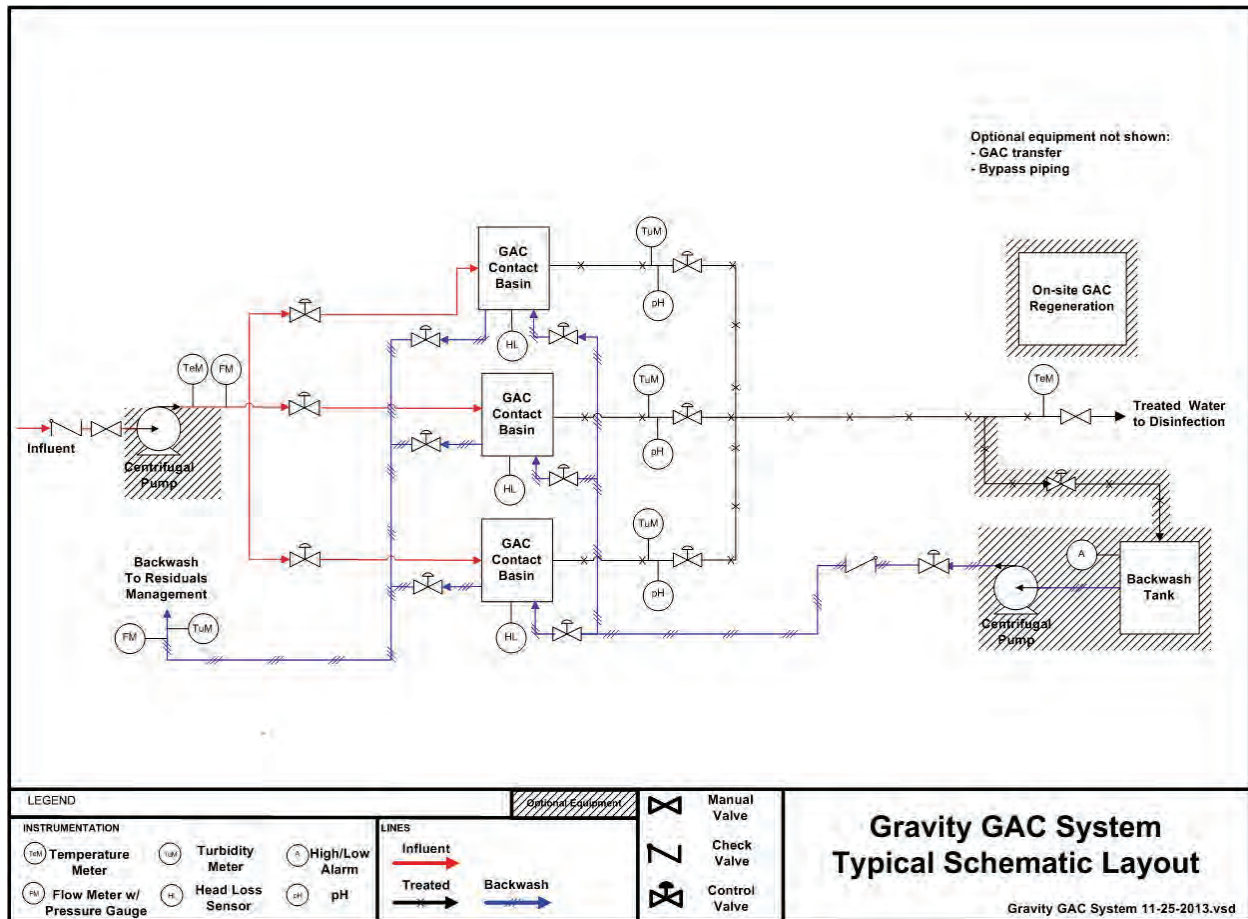 Optional equipment not shown:
- GAC transfer
- Bypass piping
TuM
GAC
Contact
Basin
pH
HL
On-site GAC
Regeneration
TeM
FM
TuM
GAC
Contact
Basin
pH
HL
TeM
Treated Water
to Disinfection
Influent
Centrifugal
Pump
TuM
GAC
Contact
Basin
pH
HL
Backwash
To Residuals
Management
FM
TuM
A
Backwash
Tank
Centrifugal
Pump
LEGEND
Optional Equipment
INSTRUMENTATION
TeM
Temperature
Meter
TuM
Turbidity
Meter
A
High/Low
Alarm
FM
Flow Meter w/
Pressure Gauge
HL
Head Loss
Sensor
pH
pH
LINES
Influent
Treated
Backwash
Manual
Valve
Check
Valve
Control
Valve
Gravity GAC System
Typical Schematic Layout
Gravity GAC System 11-25-2013.vsd